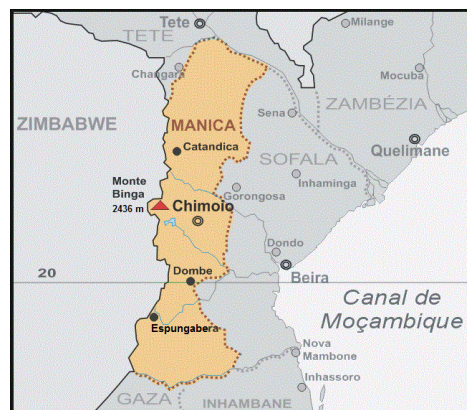 Tete
TETE
Milange
Changara
Mocuba
Sena
ZAMBÉZIA
ZIMBABWE
MANICA
Catandica
Quelimane
SOFALA
Monte
Binga
2436 m
Inhaminga
Gorongosa
Chimoio
Dondo
20
Dombe
Beira
Canal de
Moçambique
Espungabera
Nova
Mambone
Inhassoro
GAZA
INHAMBANE